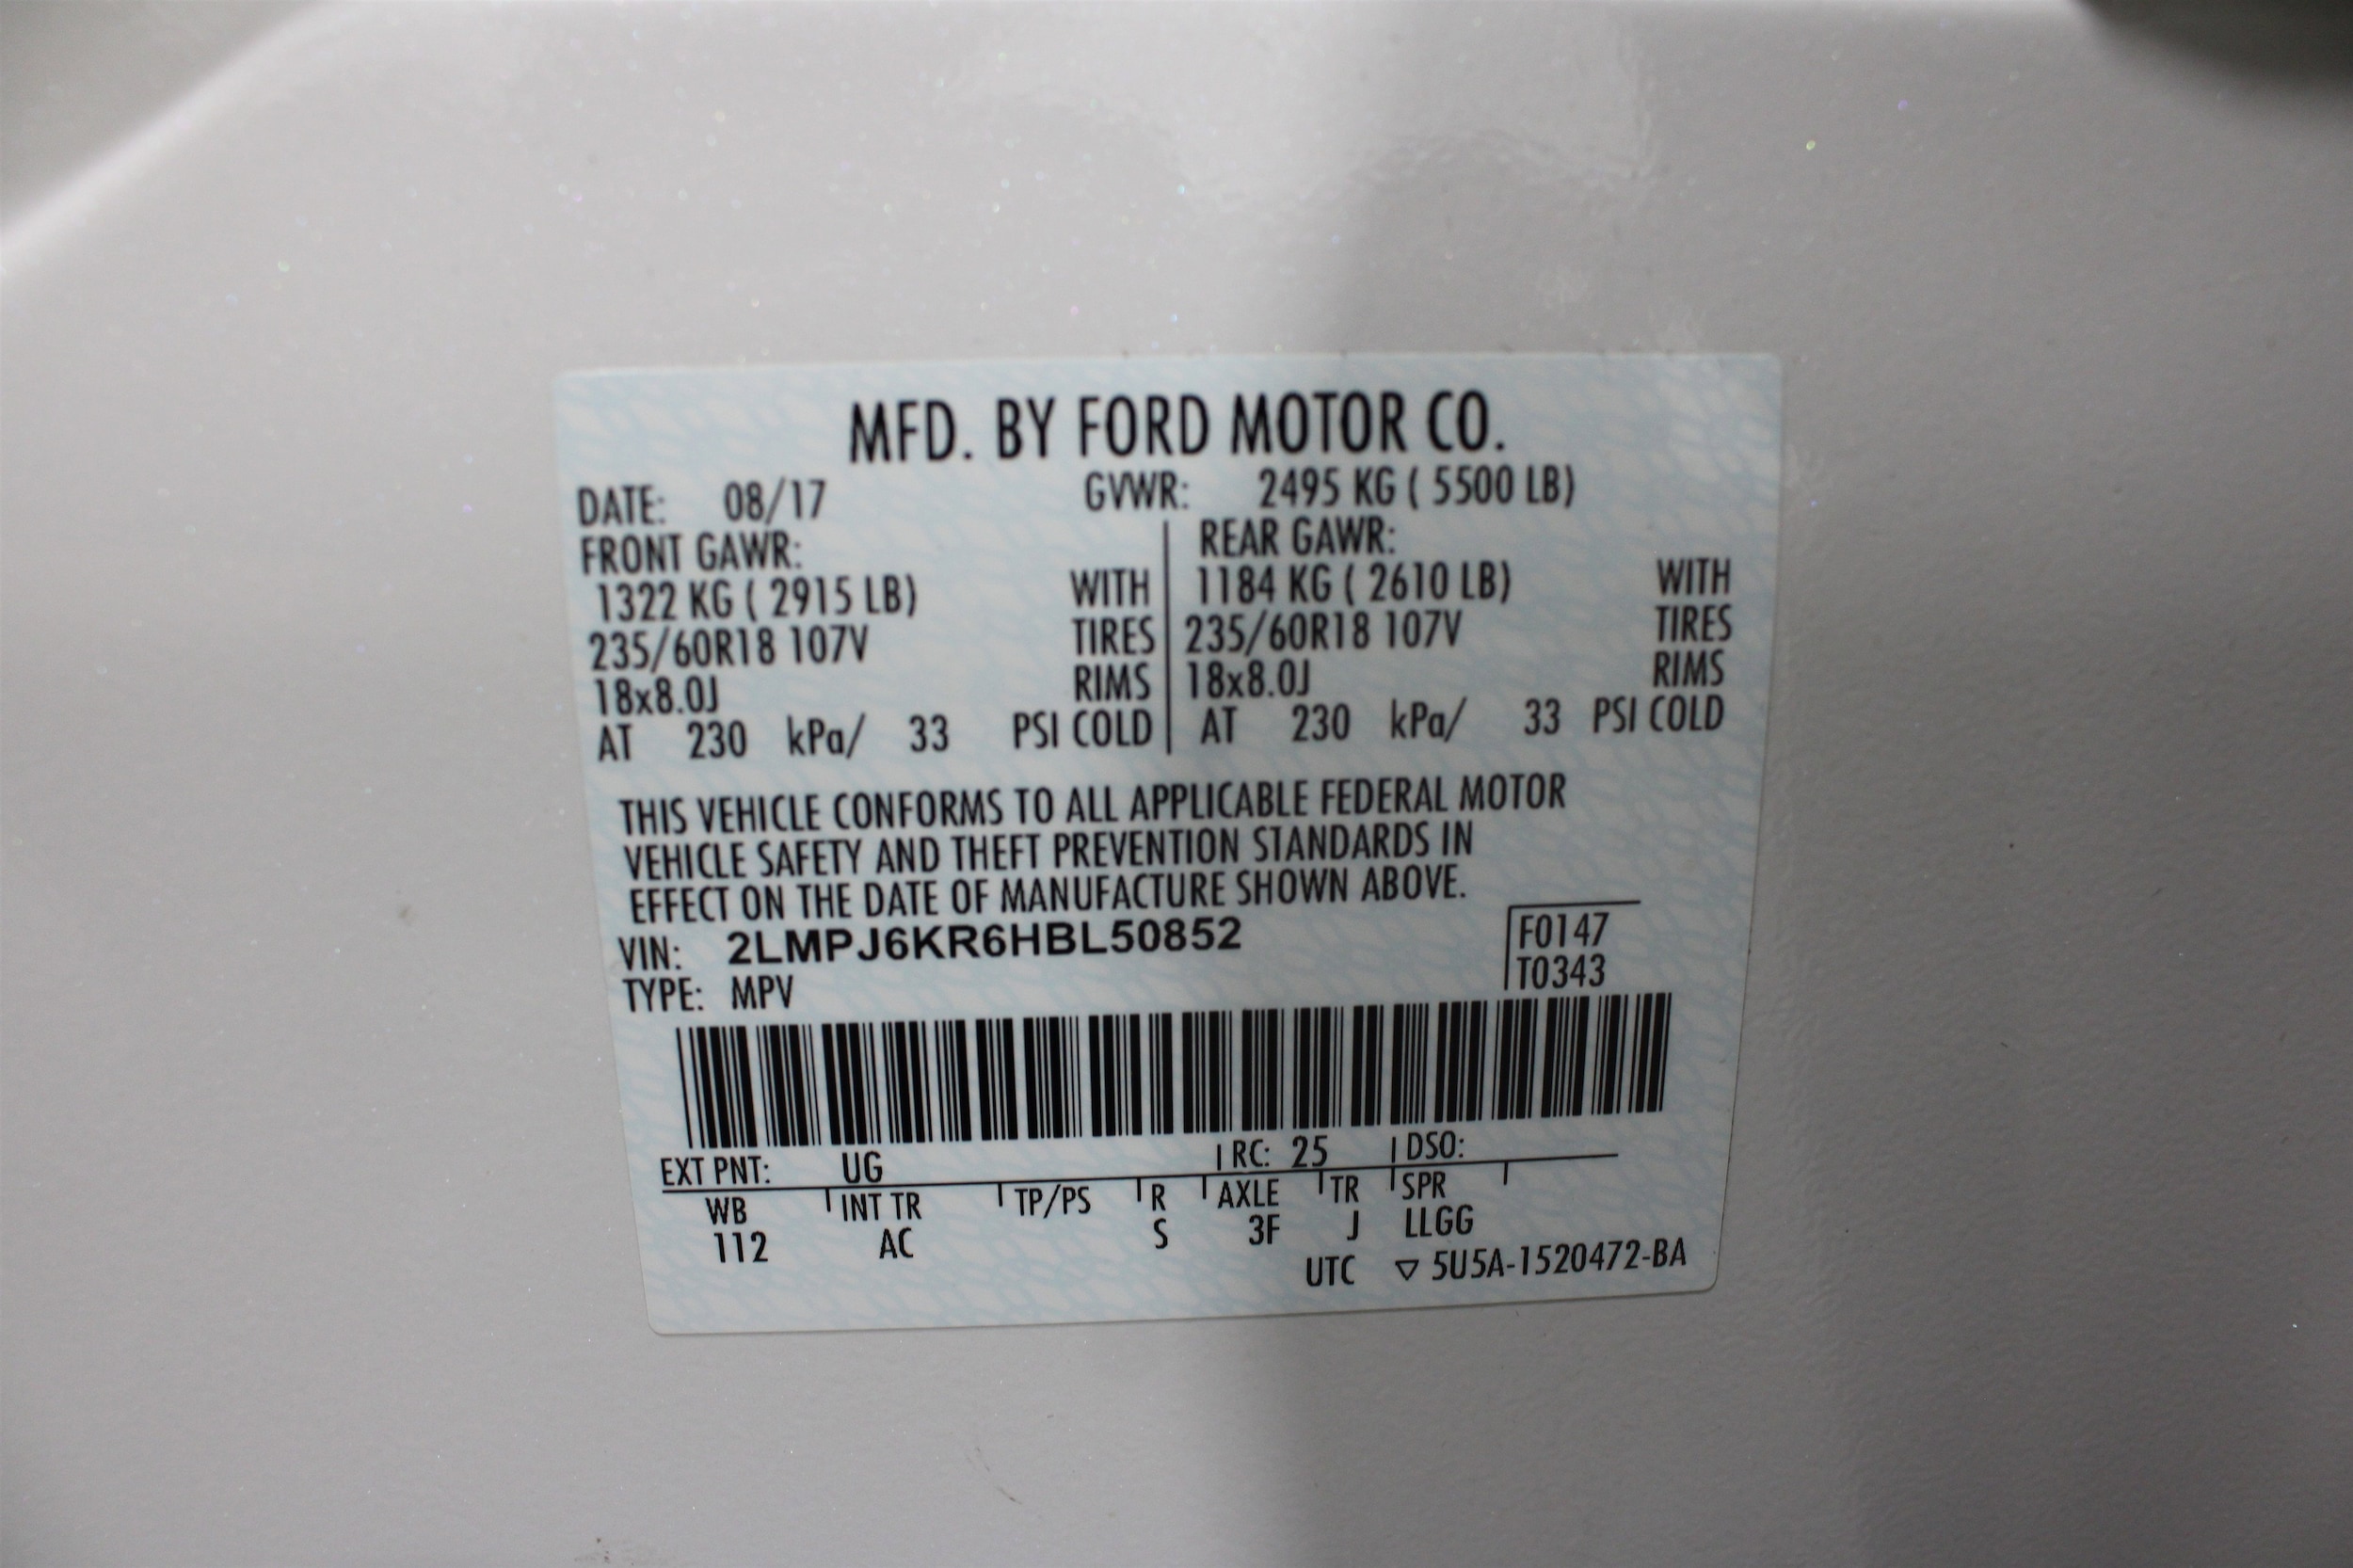 MFD. BY FORD MOTOR CO.
DATE: 08/17 GVWR: 2495 KG ( 5500 LB)
FRONT GAWR: REAR GAWR:
1322 KG ( 2915 LB) WITH 1184 KG ( 2610 LB) WITH
235/60R18 107V TIRES 235/60R18 107V TIRES
18x8.0J RIMS 18x8.0J RIMS
AT 230 kPa/ 33 PSI COLD AT 230 kPa/ 33 PSI COLD
THIS VEHICLE CONFORMS TO ALL APPLICABLE FEDERAL MOTOR
VEHICLE SAFETY AND THEFT PREVENTION STANDARDS IN
EFFECT ON THE DATE OF MANUFACTURE SHOWN ABOVE.
VIN: 2LMPJ6KR6HBL50852 F0147
TYPE: MPV T0343
EXT PNT: UG RC: 25 DSO:
WB INT TR TP/PS R AXLE TR SPR
112 AC S 3F J LLGG
UTC ▽ 5U5A-1520472-BA